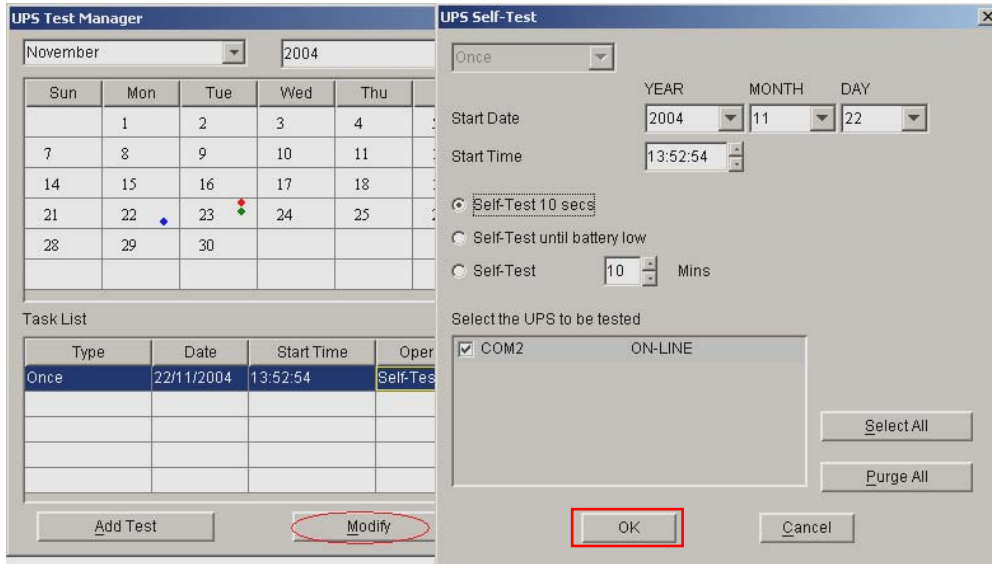 UPS Test Manager
November 2004
Sun Mon Tue Wed Thu
1 2 3 4
7 8 9 10 11
14 15 16 17 18
21 22 23 24 25
28 29 30
Task List
Type Date Start Time Oper
Once 22/11/2004 13:52:54 Self-Tes
Add Test Modify
UPS Self-Test
Once
YEAR MONTH DAY
Start Date 2004 11 22
Start Time 13:52:54
Self-Test 10 secs
Self-Test until battery low
Self-Test 10 Mins
Select the UPS to be tested
COM2 ON-LINE
Select All
Purge All
OK Cancel